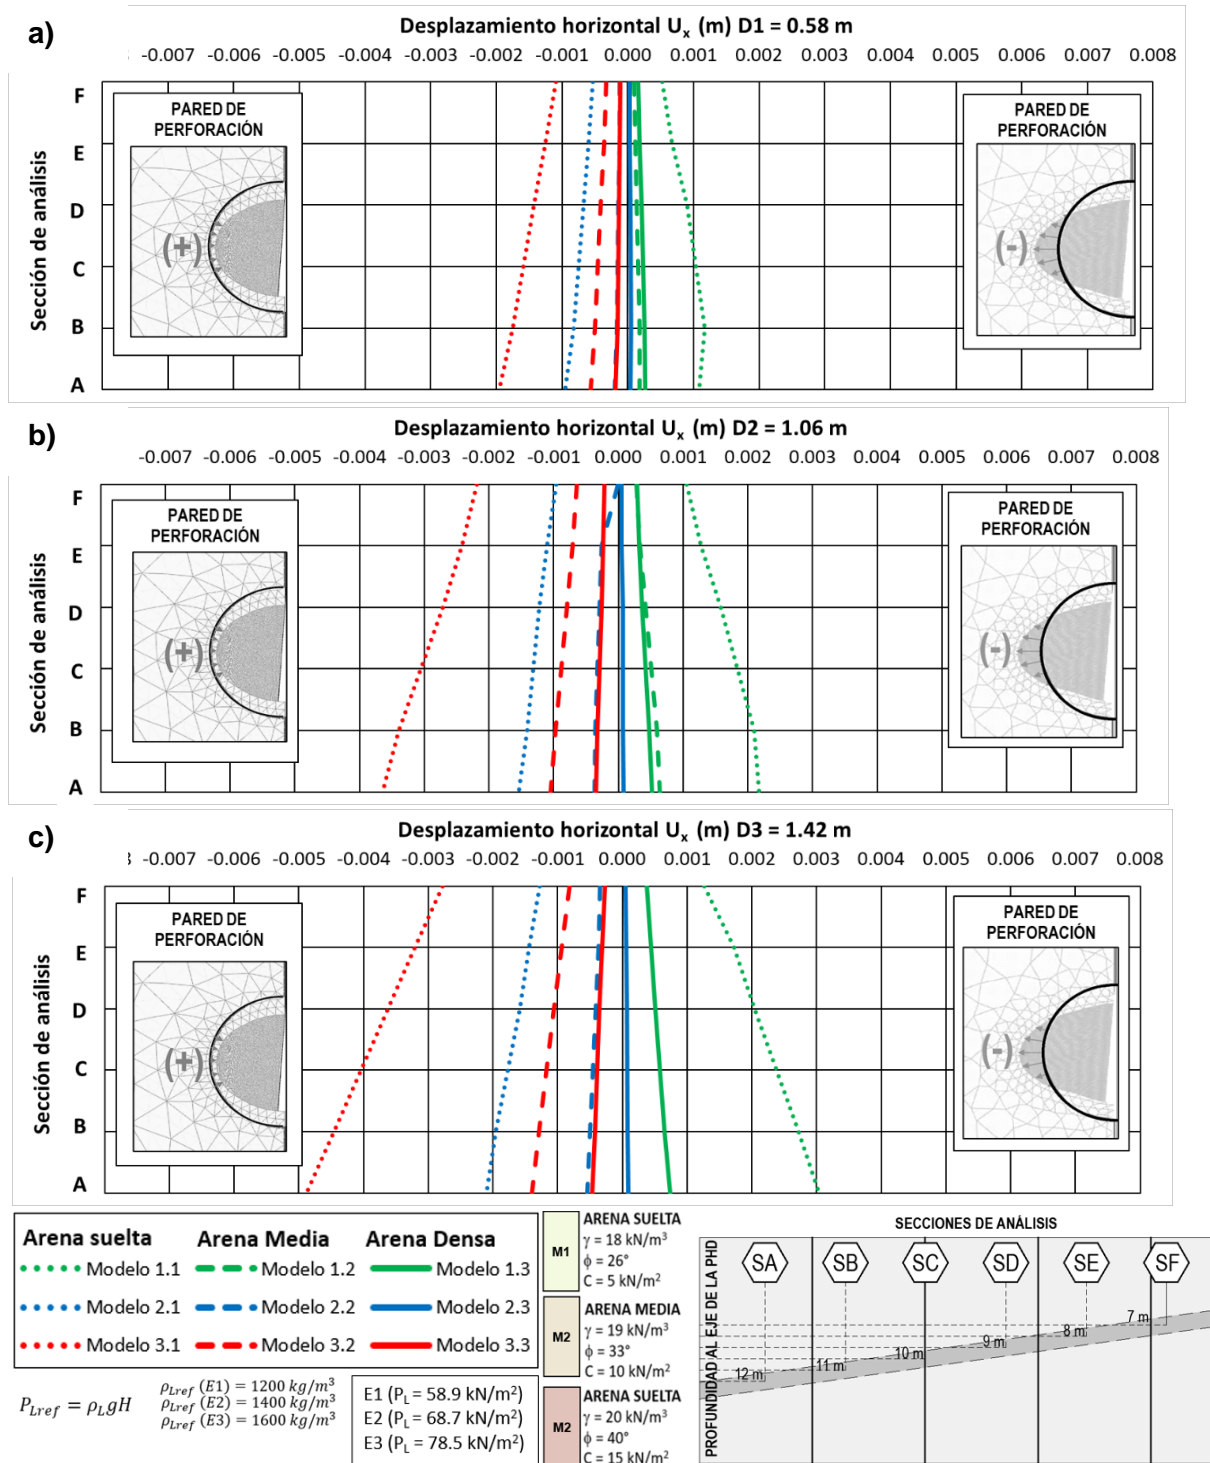 a)
Desplazamiento horizontal Ux (m) D1 = 0.58 m
-0.007 -0.006 -0.005 -0.004 -0.003 -0.002 -0.001 0.000 0.001 0.002 0.003 0.004 0.005 0.006 0.007 0.008
Sección de análisis
F
E
D
C
B
A
PARED DE
PERFORACIÓN
(+)
PARED DE
PERFORACIÓN
(-)
b)
Desplazamiento horizontal Ux (m) D2 = 1.06 m
-0.007 -0.006 -0.005 -0.004 -0.003 -0.002 -0.001 0.000 0.001 0.002 0.003 0.004 0.005 0.006 0.007 0.008
Sección de análisis
F
E
D
C
B
A
PARED DE
PERFORACIÓN
(+)
PARED DE
PERFORACIÓN
(-)
c)
Desplazamiento horizontal Ux (m) D3 = 1.42 m
-0.007 -0.006 -0.005 -0.004 -0.003 -0.002 -0.001 0.000 0.001 0.002 0.003 0.004 0.005 0.006 0.007 0.008
Sección de análisis
F
E
D
C
B
A
PARED DE
PERFORACIÓN
(+)
PARED DE
PERFORACIÓN
(-)
Arena suelta Arena Media Arena Densa
Modelo 1.1 Modelo 1.2 Modelo 1.3
Modelo 2.1 Modelo 2.2 Modelo 2.3
Modelo 3.1 Modelo 3.2 Modelo 3.3
P_Lref = ρ_L gH
ρ_Lref (E1) = 1200 kg/m³
ρ_Lref (E2) = 1400 kg/m³
ρ_Lref (E3) = 1600 kg/m³
E1 (P_L = 58.9 kN/m²)
E2 (P_L = 68.7 kN/m²)
E3 (P_L = 78.5 kN/m²)
M1
ARENA SUELTA
γ = 18 kN/m³
ϕ = 26°
C = 5 kN/m²
M2
ARENA MEDIA
γ = 19 kN/m³
ϕ = 33°
C = 10 kN/m²
M2
ARENA SUELTA
γ = 20 kN/m³
ϕ = 40°
C = 15 kN/m²
SECCIONES DE ANÁLISIS
PROFUNDIDAD AL EJE DE LA PHD
SA SB SC SD SE SF
12 m 11 m 10 m 9 m 8 m 7 m